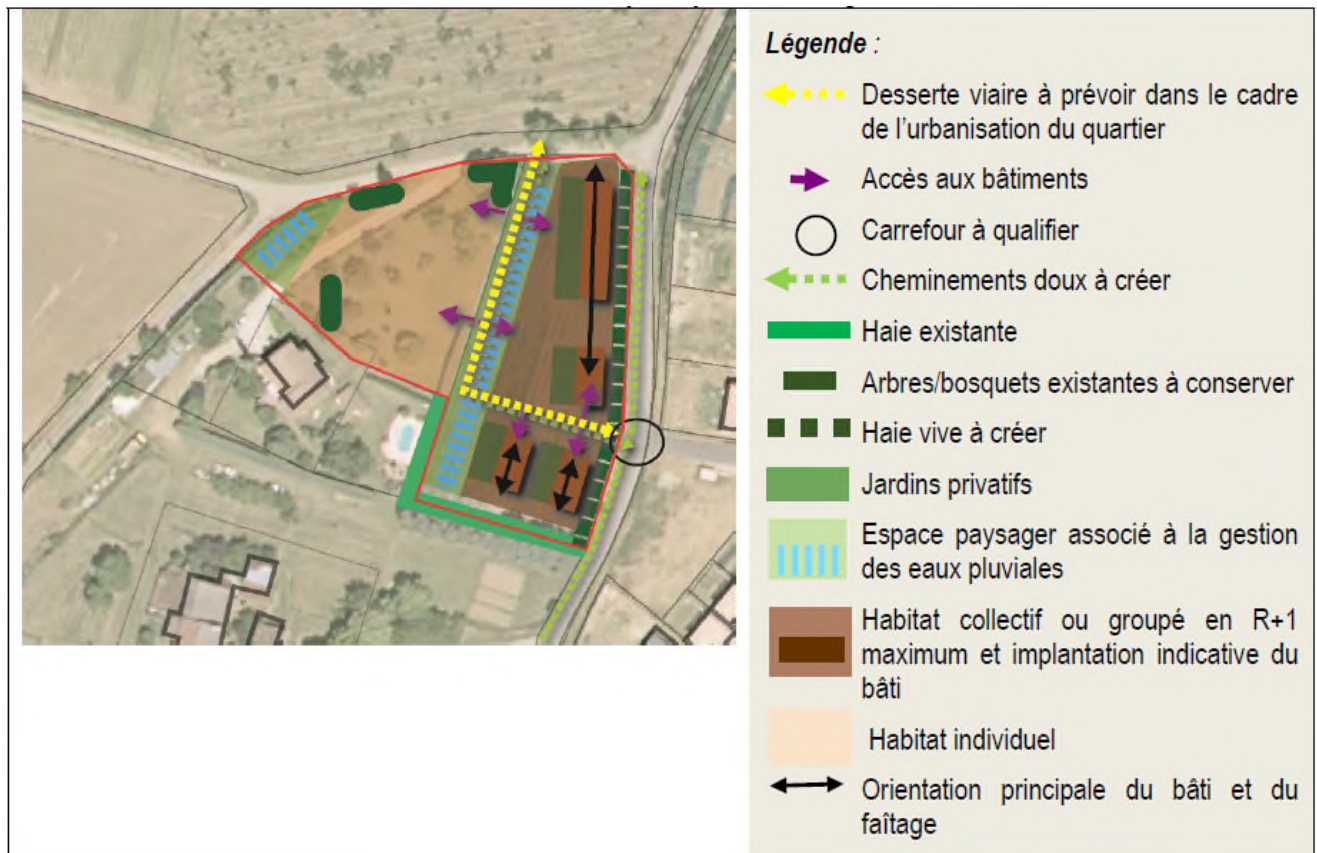 Légende :
Desserte viaire à prévoir dans le cadre
de l'urbanisation du quartier
Accès aux bâtiments
Carrefour à qualifier
Cheminements doux à créer
Haie existante
Arbres/bosquets existantes à conserver
Haie vive à créer
Jardins privatifs
Espace paysager associé à la gestion
des eaux pluviales
Habitat collectif ou groupé en R+1
maximum et implantation indicative du
bâti
Habitat individuel
Orientation principale du bâti et du
faîtage